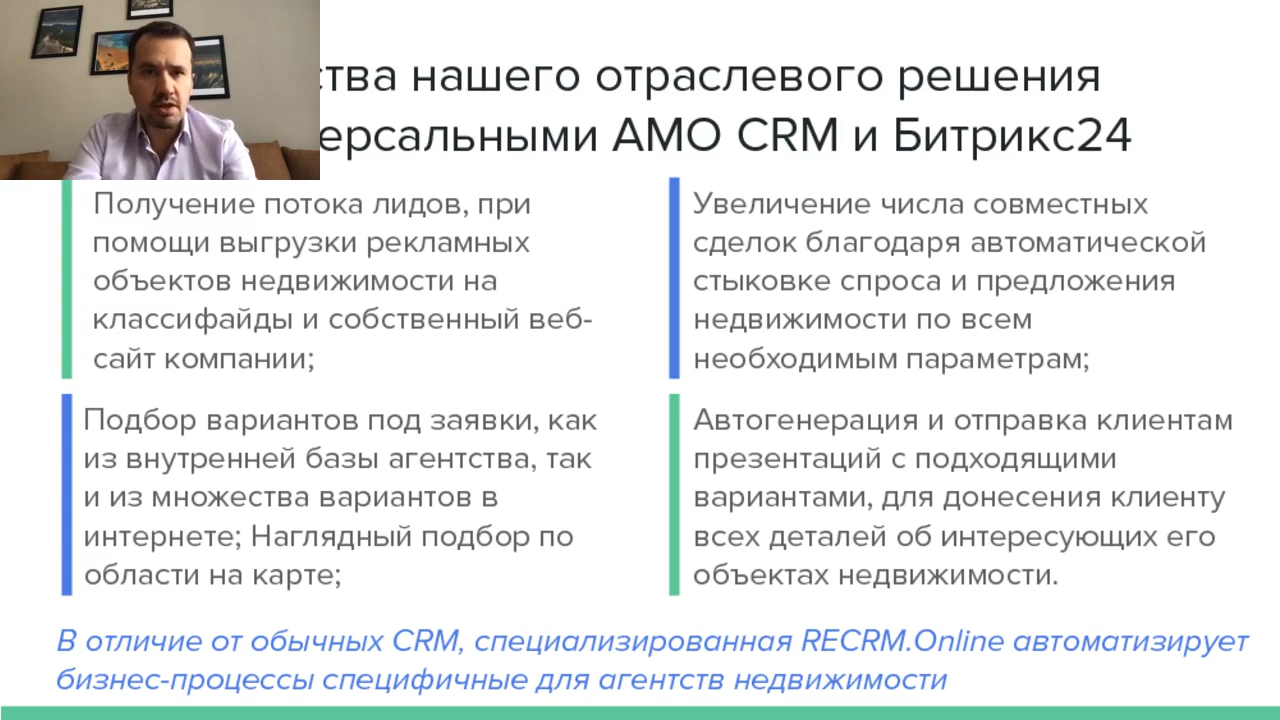 нашего отраслевого решения
АМО CRM и Битрикс24
Получение потока лидов, при
помощи выгрузки рекламных
объектов недвижимости на
классифайды и собственный веб-
сайт компании;
Увеличение числа совместных
сделок благодаря автоматической
стыковке спроса и предложения
недвижимости по всем
необходимым параметрам;
Подбор вариантов под заявки, как
из внутренней базы агентства, так
и из множества вариантов в
интернете; Наглядный подбор по
области на карте;
Автогенерация и отправка клиентам
презентаций с подходящими
вариантами, для донесения клиенту
всех деталей об интересующих его
объектах недвижимости.
В отличие от обычных CRM, специализированная RECRM.Online автоматизирует
бизнес-процессы специфичные для агентств недвижимости